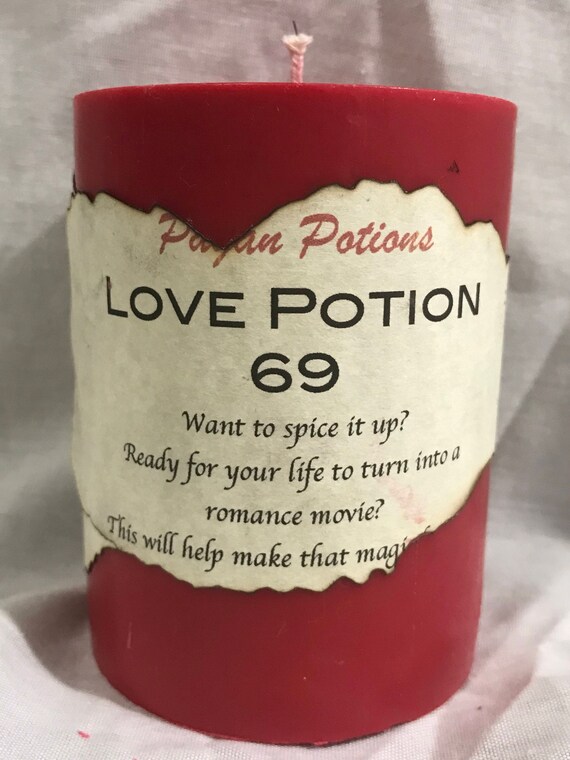 Pagan Potions
LOVE POTION
69
Want to spice it up?
Ready for your life to turn into a
romance movie?
This will help make that magic